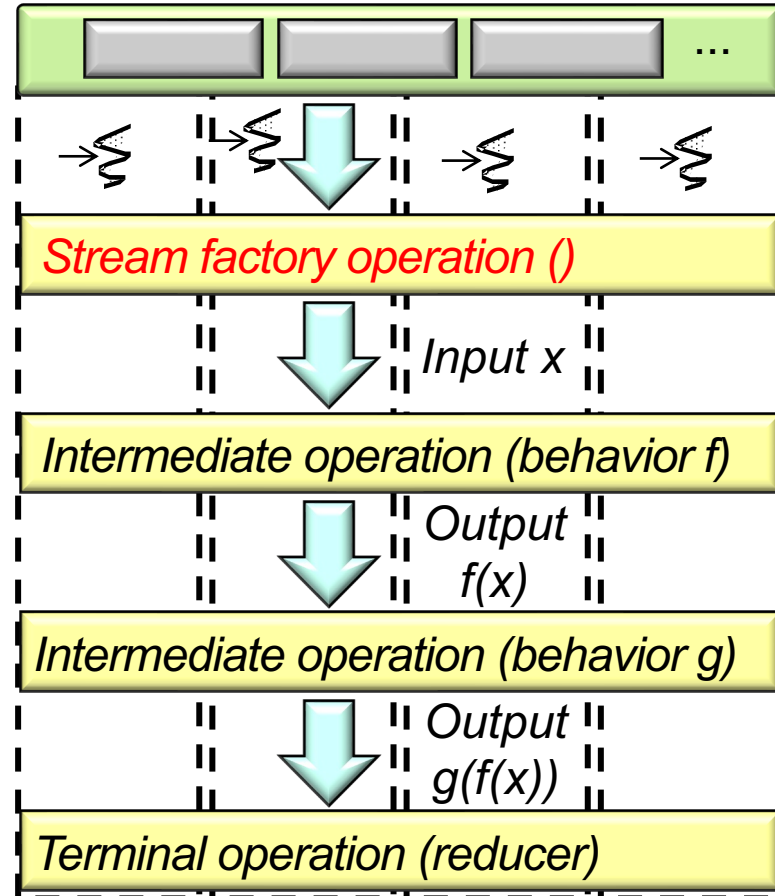 ...
Stream factory operation ()
Input x
Intermediate operation (behavior f)
Output
f(x)
Intermediate operation (behavior g)
Output
g(f(x))
Terminal operation (reducer)